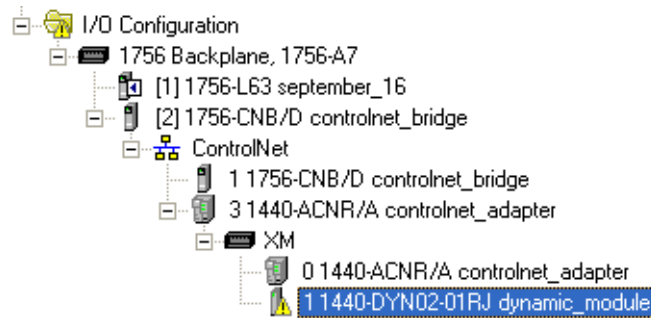 I/O Configuration
1756 Backplane, 1756-A7
[1] 1756-L63 september_16
[2] 1756-CNB/D controlnet_bridge
ControlNet
1 1756-CNB/D controlnet_bridge
3 1440-ACNR/A controlnet_adapter
XM
0 1440-ACNR/A controlnet_adapter
1 1440-DYN02-01RJ dynamic_module